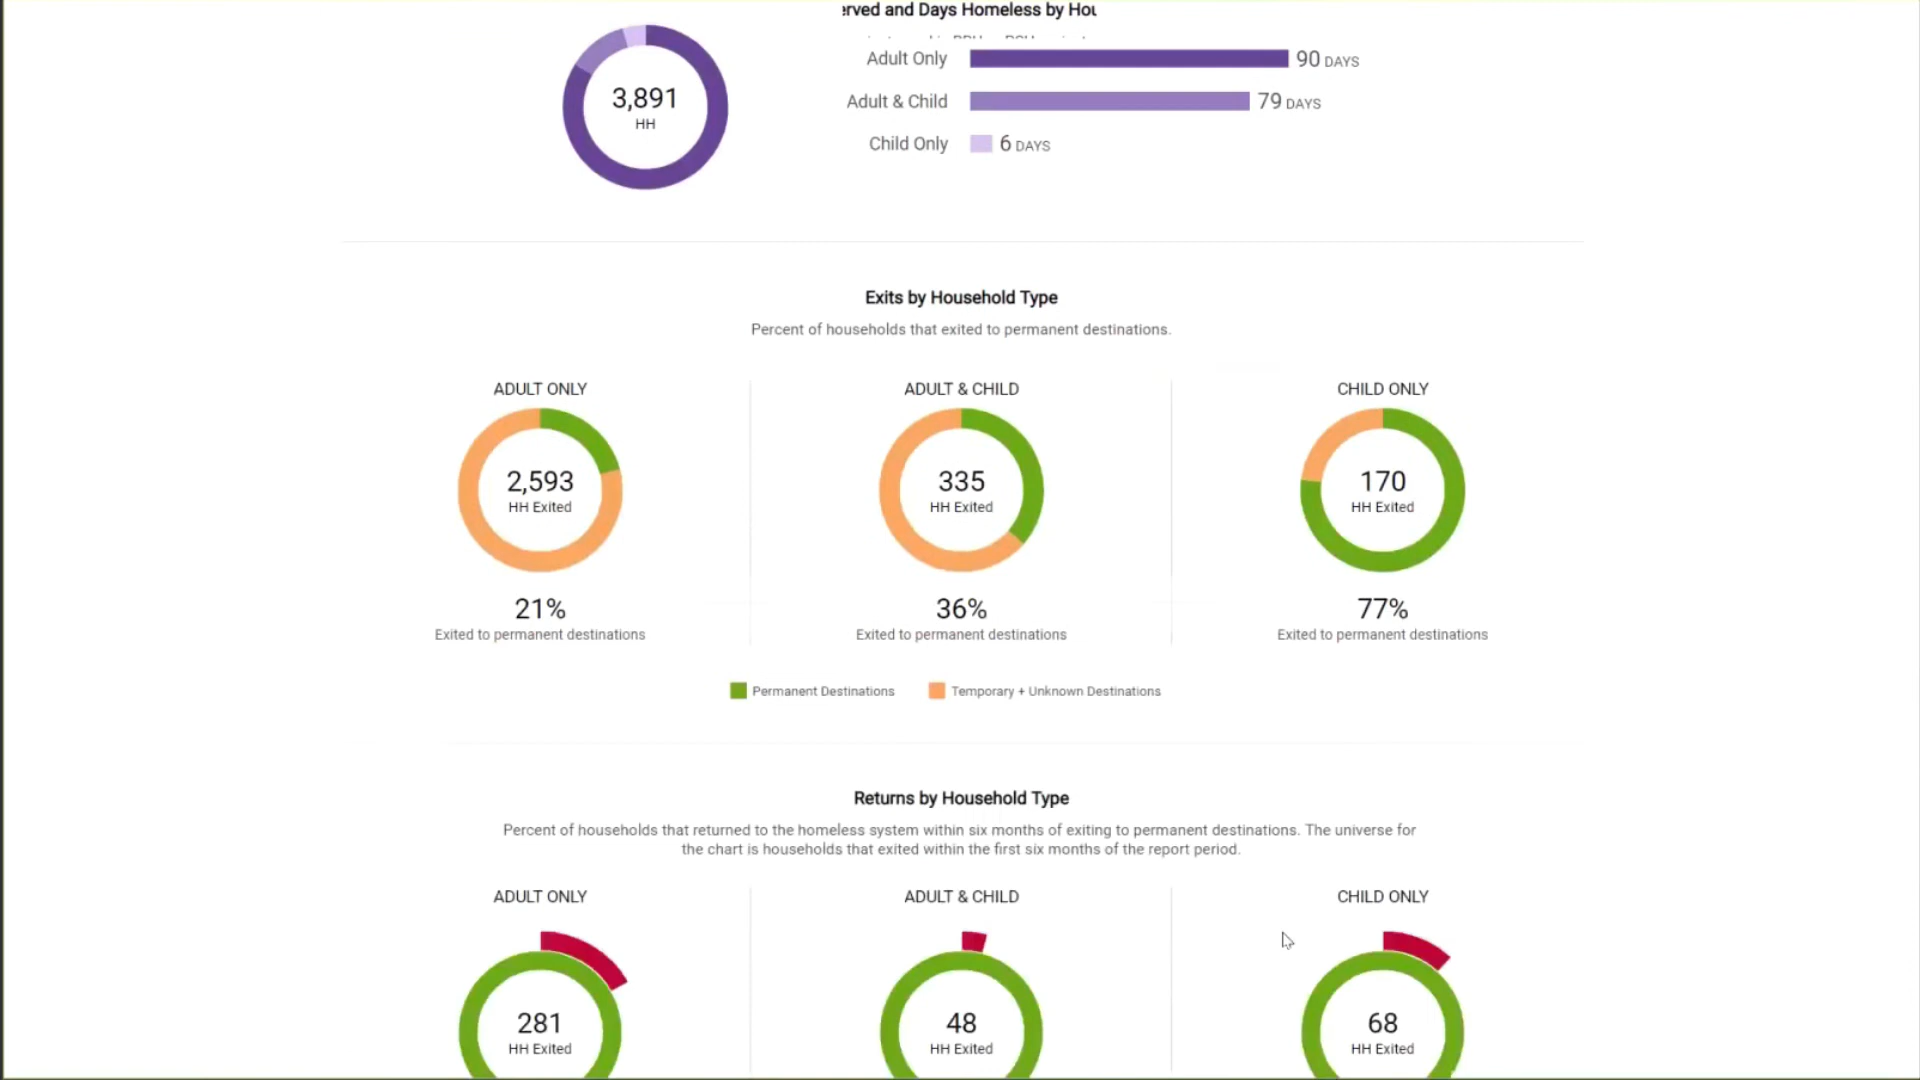 erved and Days Homeless by Hou
3,891
HH
Adult Only
90 DAYS
Adult & Child
79 DAYS
Child Only
6 DAYS
Exits by Household Type
Percent of households that exited to permanent destinations.
ADULT ONLY
ADULT & CHILD
CHILD ONLY
2,593
HH Exited
335
HH Exited
170
HH Exited
21%
Exited to permanent destinations
36%
Exited to permanent destinations
77%
Exited to permanent destinations
Permanent Destinations
Temporary + Unknown Destinations
Returns by Household Type
Percent of households that returned to the homeless system within six months of exiting to permanent destinations. The universe for
the chart is households that exited within the first six months of the report period.
ADULT ONLY
ADULT & CHILD
CHILD ONLY
281
HH Exited
48
HH Exited
68
HH Exited